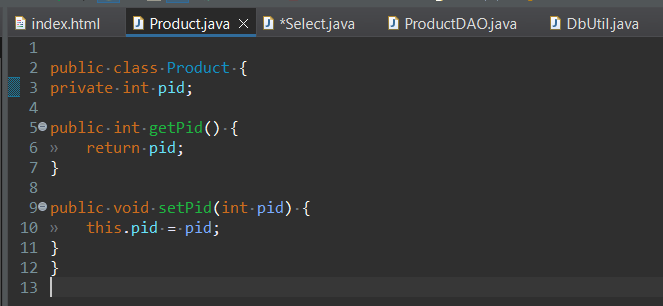 index.html Product.java *Select.java ProductDAO.java DbUtil.java
1
2 public class Product {
3 private int pid;
4
5 public int getPid() {
6 » return pid;
7 }
8
9 public void setPid(int pid) {
10 » this.pid = pid;
11 }
12 }
13